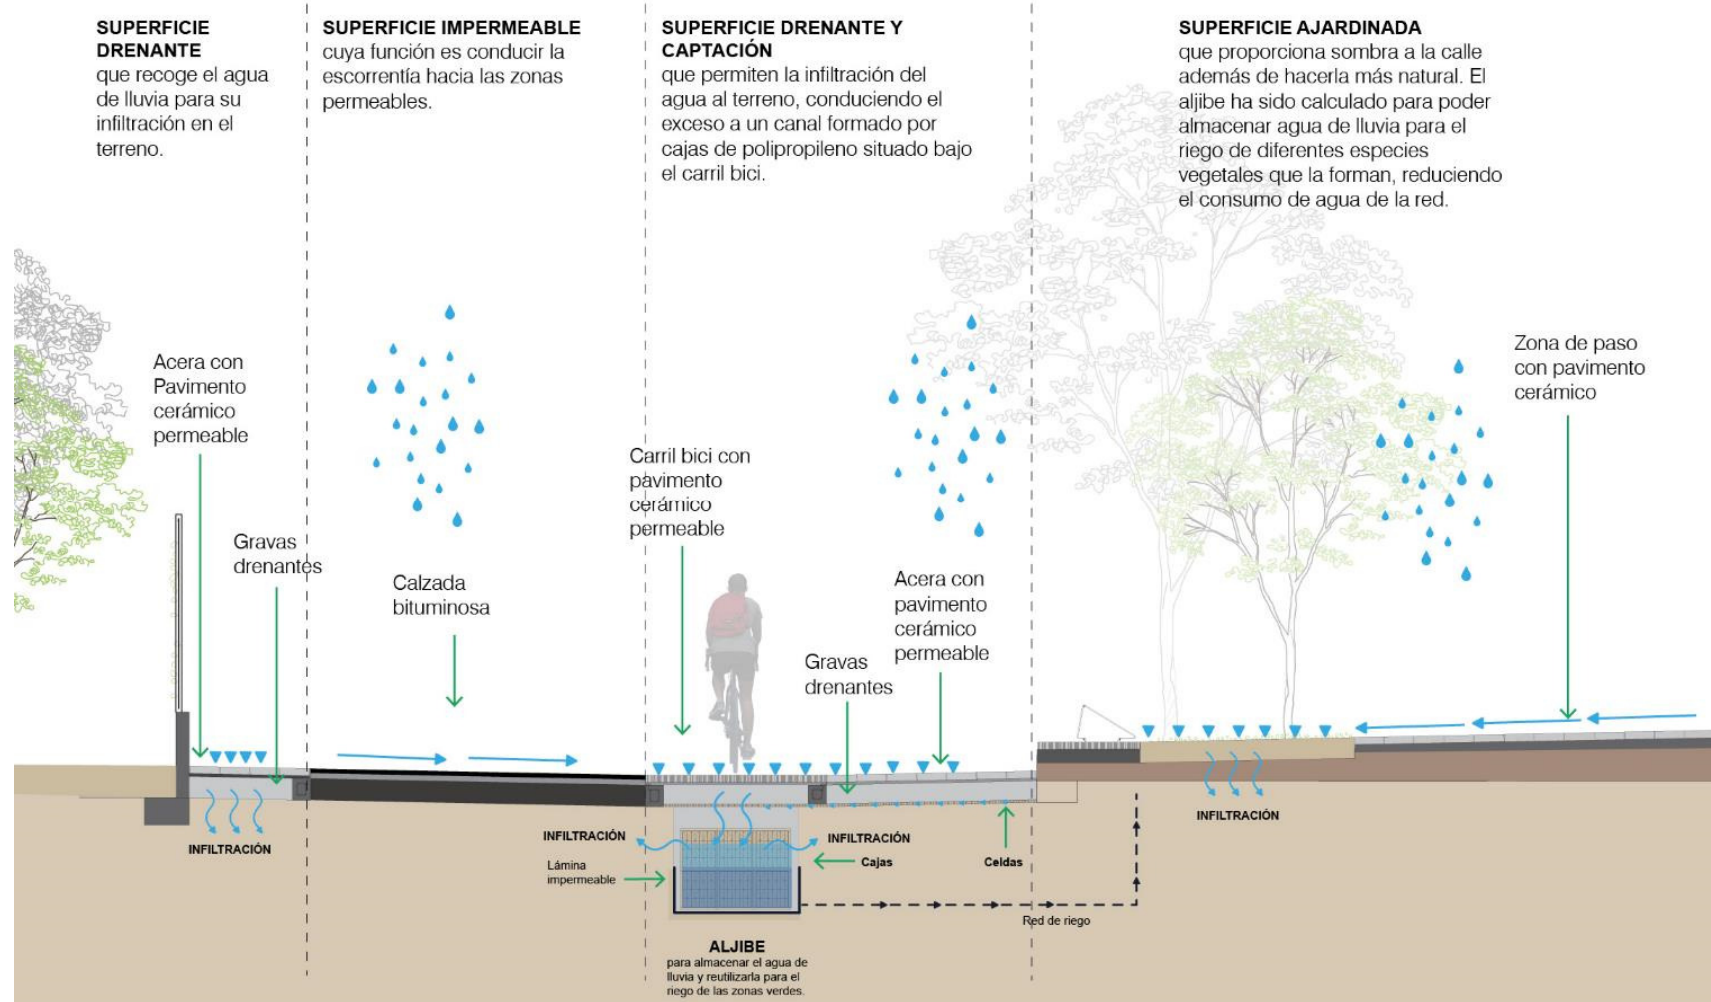 SUPERFICIE
DRENANTE
que recoge el agua
de lluvia para su
infiltración en el
terreno.
SUPERFICIE IMPERMEABLE
cuya función es conducir la
escorrentía hacia las zonas
permeables.
SUPERFICIE DRENANTE Y
CAPTACIÓN
que permiten la infiltración del
agua al terreno, conduciendo el
exceso a un canal formado por
cajas de polipropileno situado bajo
el carril bici.
SUPERFICIE AJARDINADA
que proporciona sombra a la calle
además de hacerla más natural. El
aljibe ha sido calculado para poder
almacenar agua de lluvia para el
riego de diferentes especies
vegetales que la forman, reduciendo
el consumo de agua de la red.
Acera con
Pavimento
cerámico
permeable
Gravas
drenantes
Calzada
bituminosa
Carril bici con
pavimento
cerámico
permeable
Gravas
drenantes
Acera con
pavimento
cerámico
permeable
Zona de paso
con pavimento
cerámico
INFILTRACIÓN
INFILTRACIÓN
INFILTRACIÓN
INFILTRACIÓN
Lámina
impermeable
Cajas
Celdas
Red de riego
ALJIBE
para almacenar el agua de
lluvia y reutilizarla para el
riego de las zonas verdes.